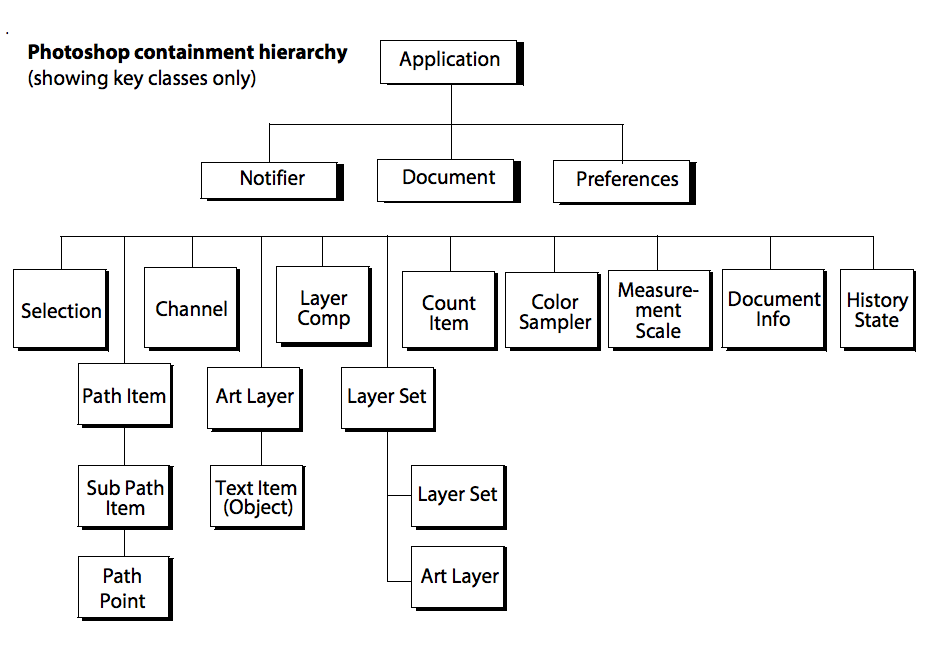 Photoshop containment hierarchy
(showing key classes only)
Application
Notifier
Document
Preferences
Selection
Channel
Layer
Comp
Count
Item
Color
Sampler
Measure-
ment
Scale
Document
Info
History
State
Path Item
Art Layer
Layer Set
Sub Path
Item
Text Item
(Object)
Layer Set
Path
Point
Art Layer